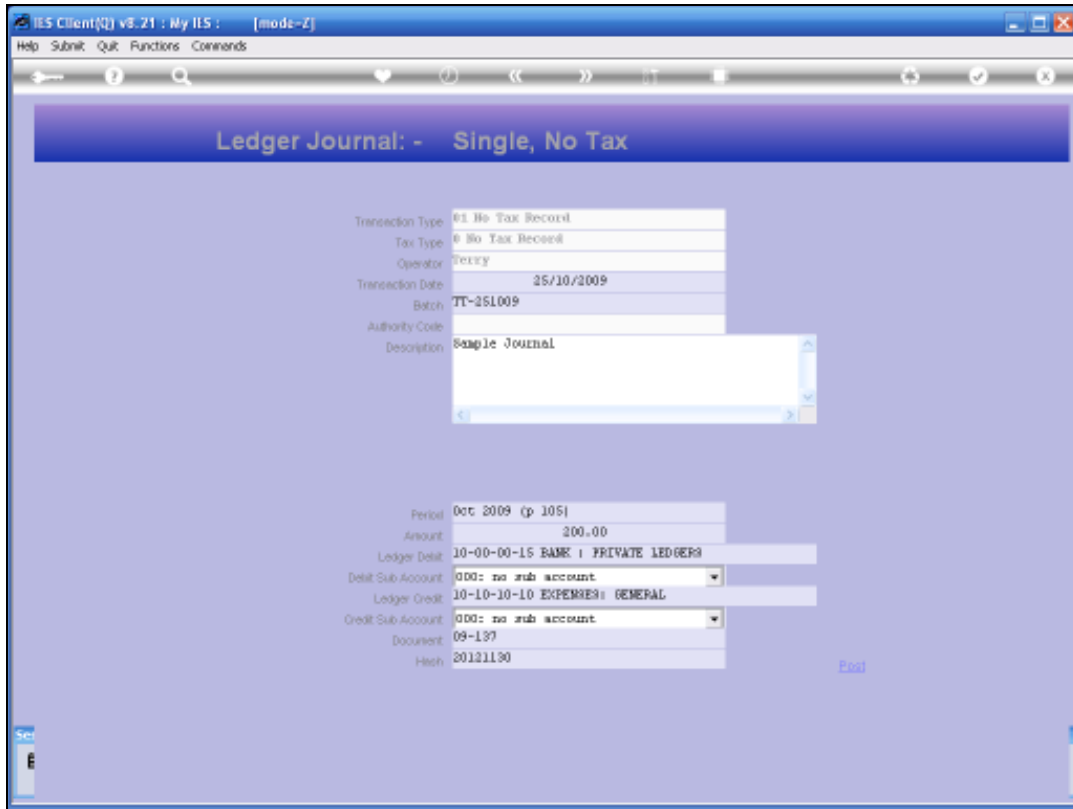 IES Client(Q) v8.21 : My IES : [mode-Z]
Help Submit Quit Functions Commands
Ledger Journal: - Single, No Tax
Transaction Type 01 No Tax Record
Tax Type 0 No Tax Record
Operator Terry
Transaction Date 25/10/2009
Batch TT-251009
Authority Code
Description Sample Journal
Period Oct 2009 (p 105)
Amount 200.00
Ledger Debit 10-00-00-15 BANK : PRIVATE LEDGERS
Debit Sub Account 000: no sub account
Ledger Credit 10-10-10-10 EXPENSES: GENERAL
Credit Sub Account 000: no sub account
Document 09-137
Hash 20121130
Post